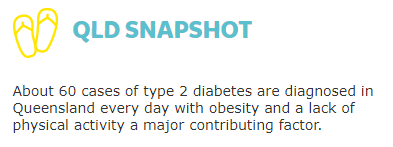 QLD SNAPSHOT
About 60 cases of type 2 diabetes are diagnosed in
Queensland every day with obesity and a lack of
physical activity a major contributing factor.